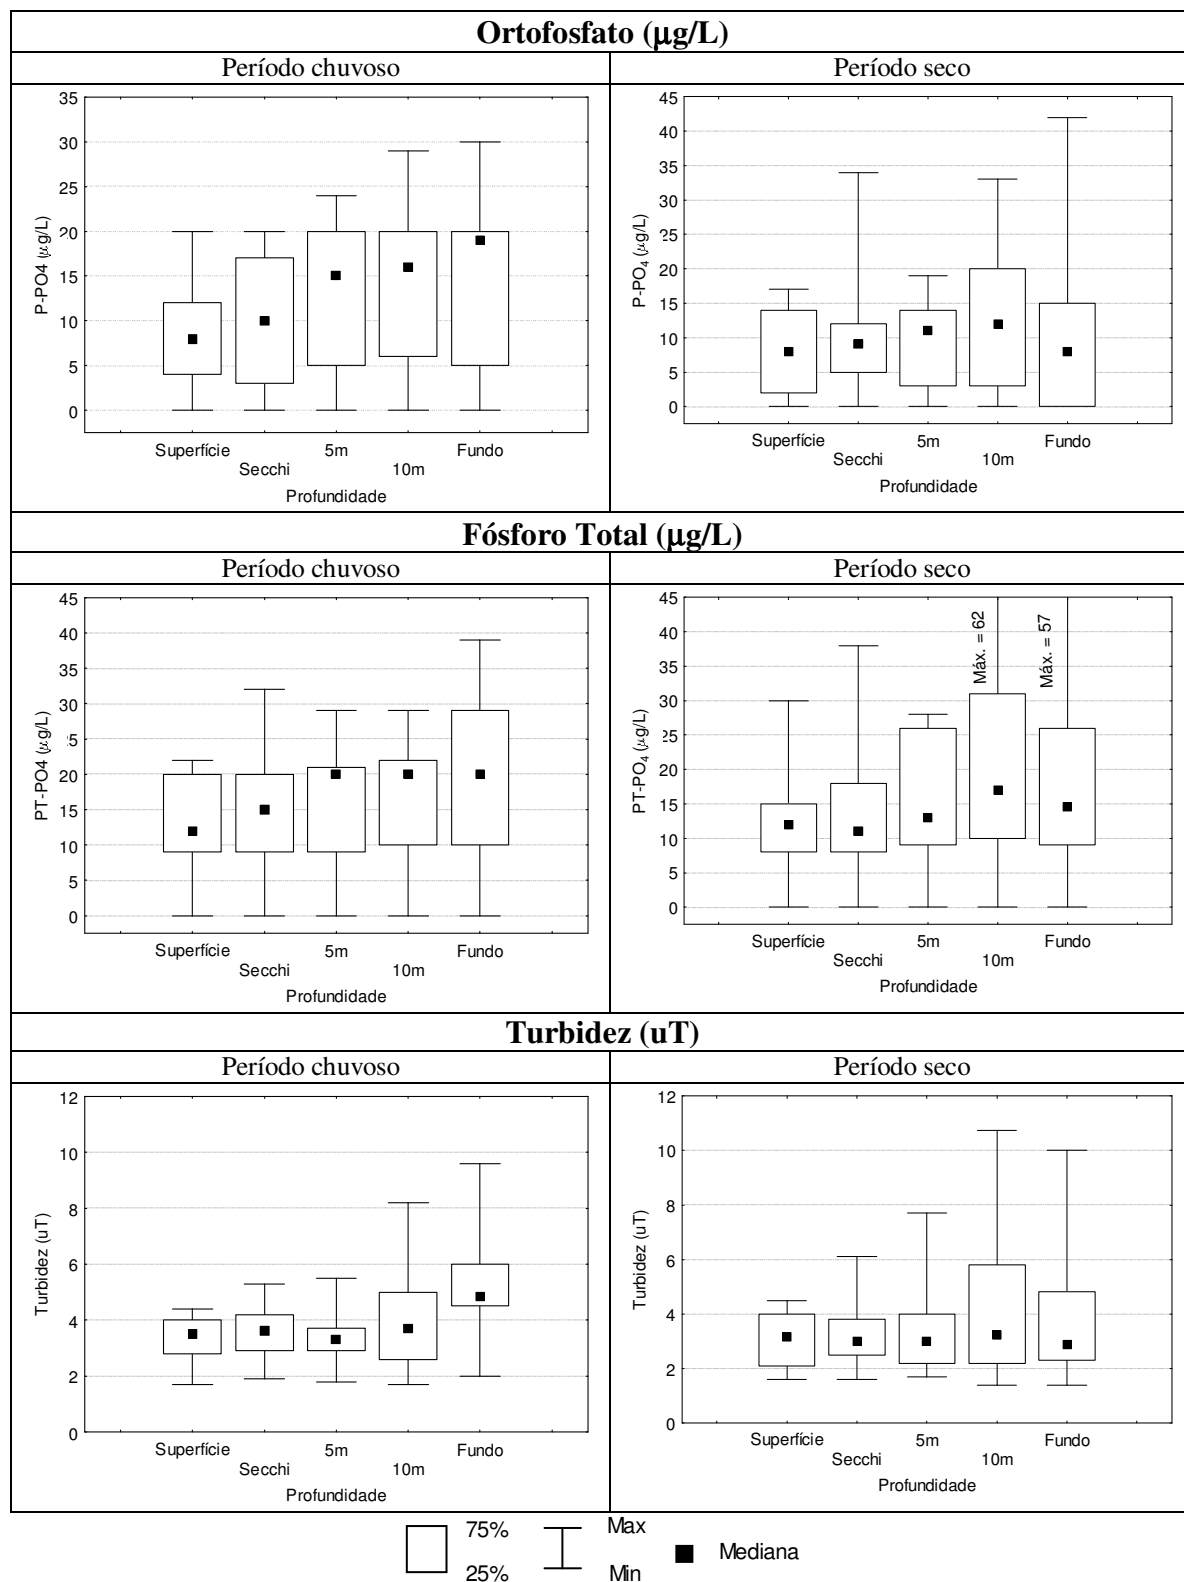 Ortofosfato (µg/L)
Período chuvoso
Período seco
35
30
25
20
15
10
5
0
P-PO4 (µg/L)
Superfície
Secchi
5m
10m
Fundo
Profundidade
45
40
35
30
25
20
15
10
5
0
P-PO₄ (µg/L)
Superfície
Secchi
5m
10m
Fundo
Profundidade
Fósforo Total (µg/L)
Período chuvoso
Período seco
45
40
35
30
25
20
15
10
5
0
PT-PO4 (µg/L)
Superfície
Secchi
5m
10m
Fundo
Profundidade
45
40
35
30
25
20
15
10
5
0
PT-PO₄ (µg/L)
Máx. = 62
Máx. = 57
Superfície
Secchi
5m
10m
Fundo
Profundidade
Turbidez (uT)
Período chuvoso
Período seco
12
10
8
6
4
2
0
Turbidez (uT)
Superfície
Secchi
5m
10m
Fundo
Profundidade
12
10
8
6
4
2
0
Turbidez (uT)
Superfície
Secchi
5m
10m
Fundo
Profundidade
75%
25%
Max
Min
Mediana